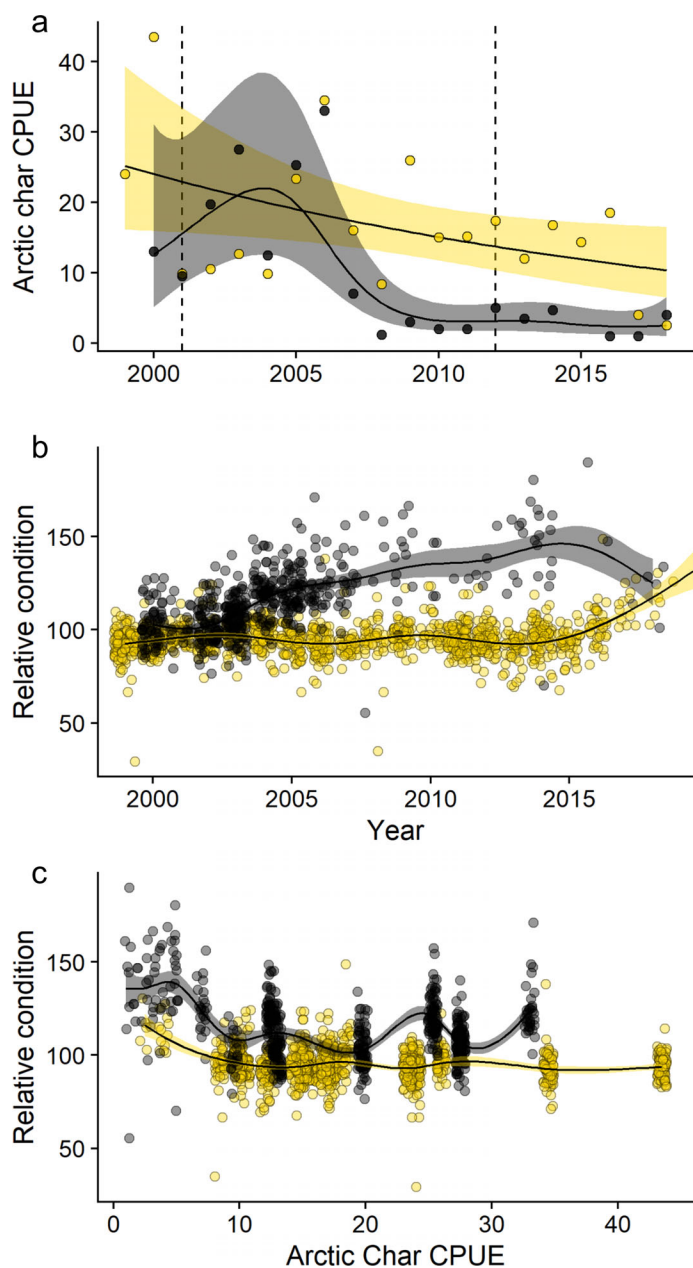 a
Arctic char CPUE
40
30
20
10
0
2000 2005 2010 2015
b
Relative condition
150
100
50
2000 2005 2010 2015
Year
c
Relative condition
150
100
50
0 10 20 30 40
Arctic Char CPUE